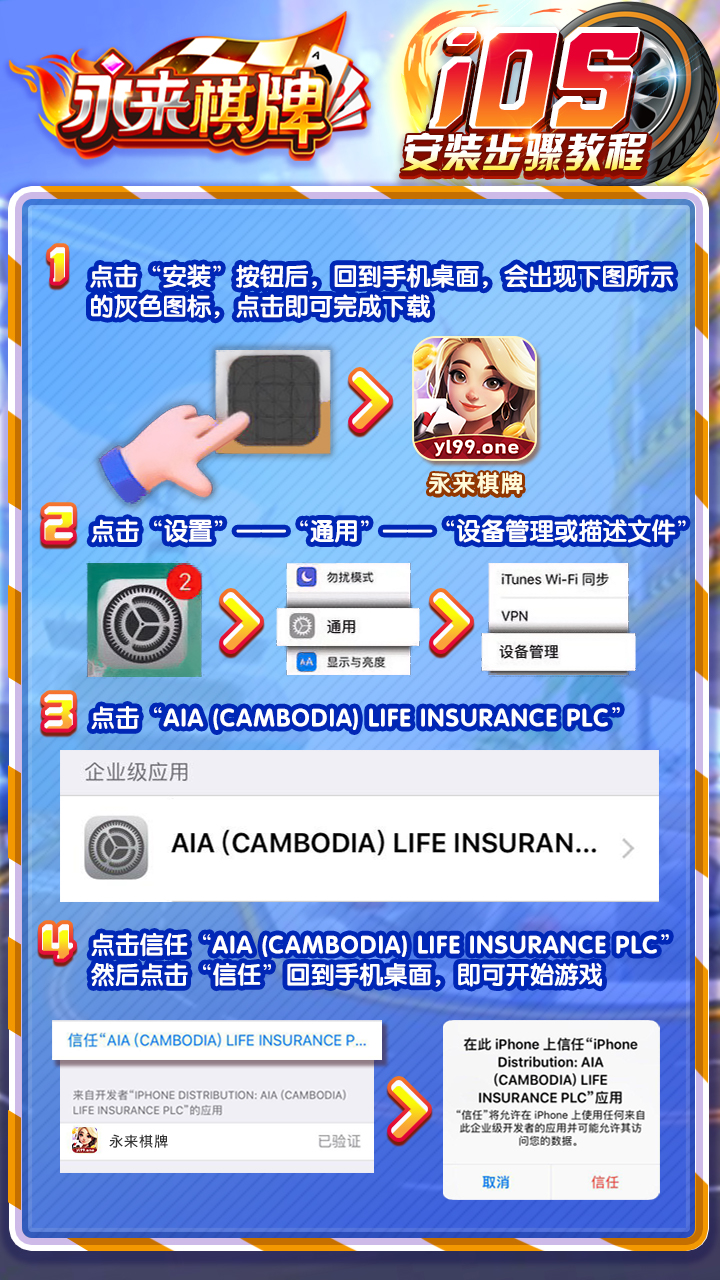 永来棋牌
A
iOS
安装步骤教程
1
点击“安装”按钮后，回到手机桌面，会出现下图所示
的灰色图标，点击即可完成下载
yl99.one
永来棋牌
2
点击“设置”——“通用”——“设备管理或描述文件”
2
勿扰模式
通用
AA 显示与亮度
iTunes Wi-Fi 同步
VPN
设备管理
3
点击“AIA (CAMBODIA) LIFE INSURANCE PLC”
企业级应用
AIA (CAMBODIA) LIFE INSURAN...
4
点击信任“AIA (CAMBODIA) LIFE INSURANCE PLC”
然后点击“信任”回到手机桌面，即可开始游戏
信任“AIA (CAMBODIA) LIFE INSURANCE P...
来自开发者“IPHONE DISTRIBUTION: AIA (CAMBODIA)
LIFE INSURANCE PLC”的应用
yl99.one
永来棋牌 已验证
在此 iPhone 上信任“iPhone
Distribution: AIA
(CAMBODIA) LIFE
INSURANCE PLC”应用
“信任”将允许在 iPhone 上使用任何来自
此企业级开发者的应用并可能允许其访
问您的数据。
取消 信任